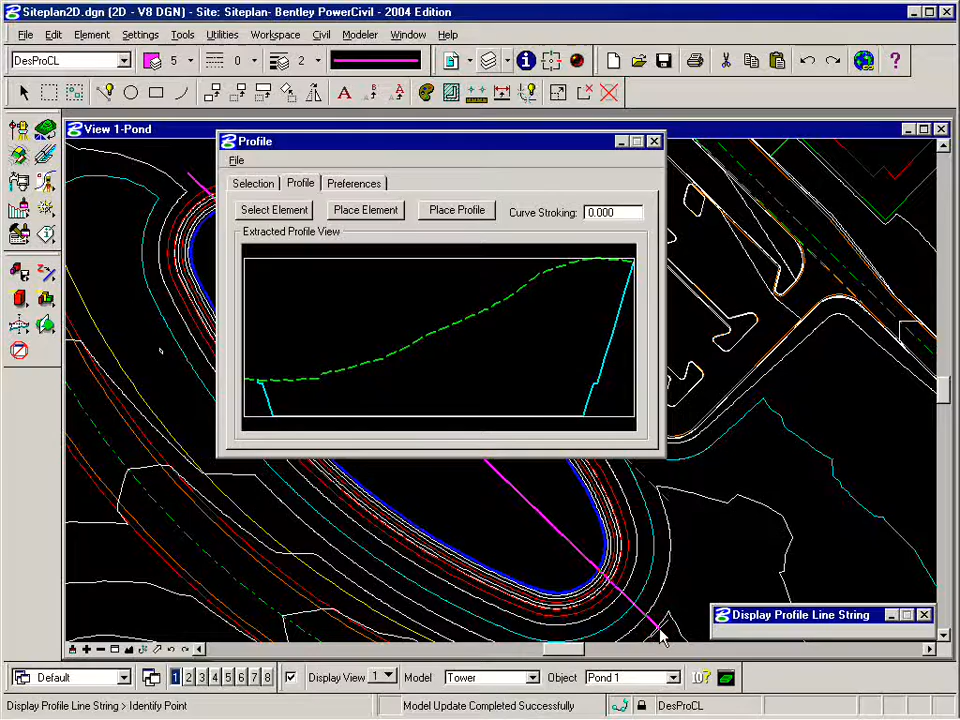 Siteplan2D.dgn (2D - V8 DGN) - Site: Siteplan- Bentley PowerCivil - 2004 Edition
File Edit Element Settings Tools Utilities Workspace Civil Modeler Window Help
DesProCL 5 0 2
View 1-Pond
Profile
File
Selection Profile Preferences
Select Element Place Element Place Profile Curve Stroking: 0.000
Extracted Profile View
Display Profile Line String
Default 1 2 3 4 5 6 7 8 Display View 1 Model Tower Object Pond 1
Display Profile Line String > Identify Point Model Update Completed Successfully DesProCL